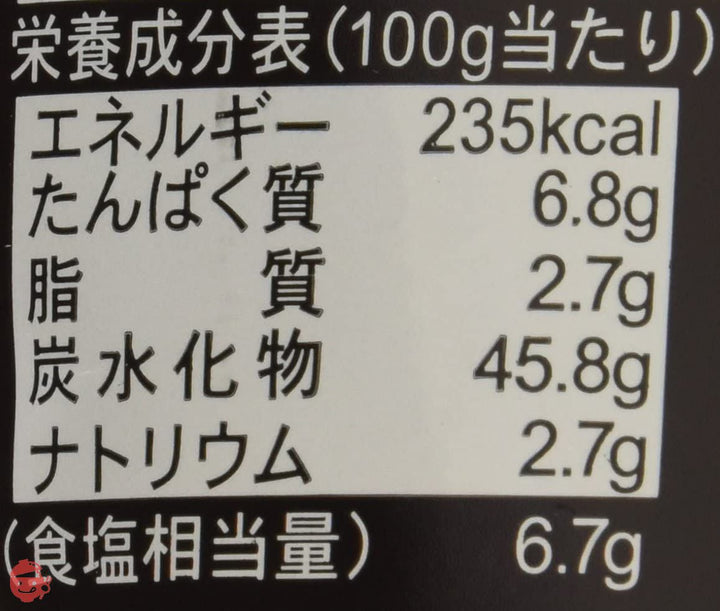 栄養成分表(100g当たり)
エネルギー 235kcal
たんぱく質 6.8g
脂質 2.7g
炭水化物 45.8g
ナトリウム 2.7g
(食塩相当量) 6.7g